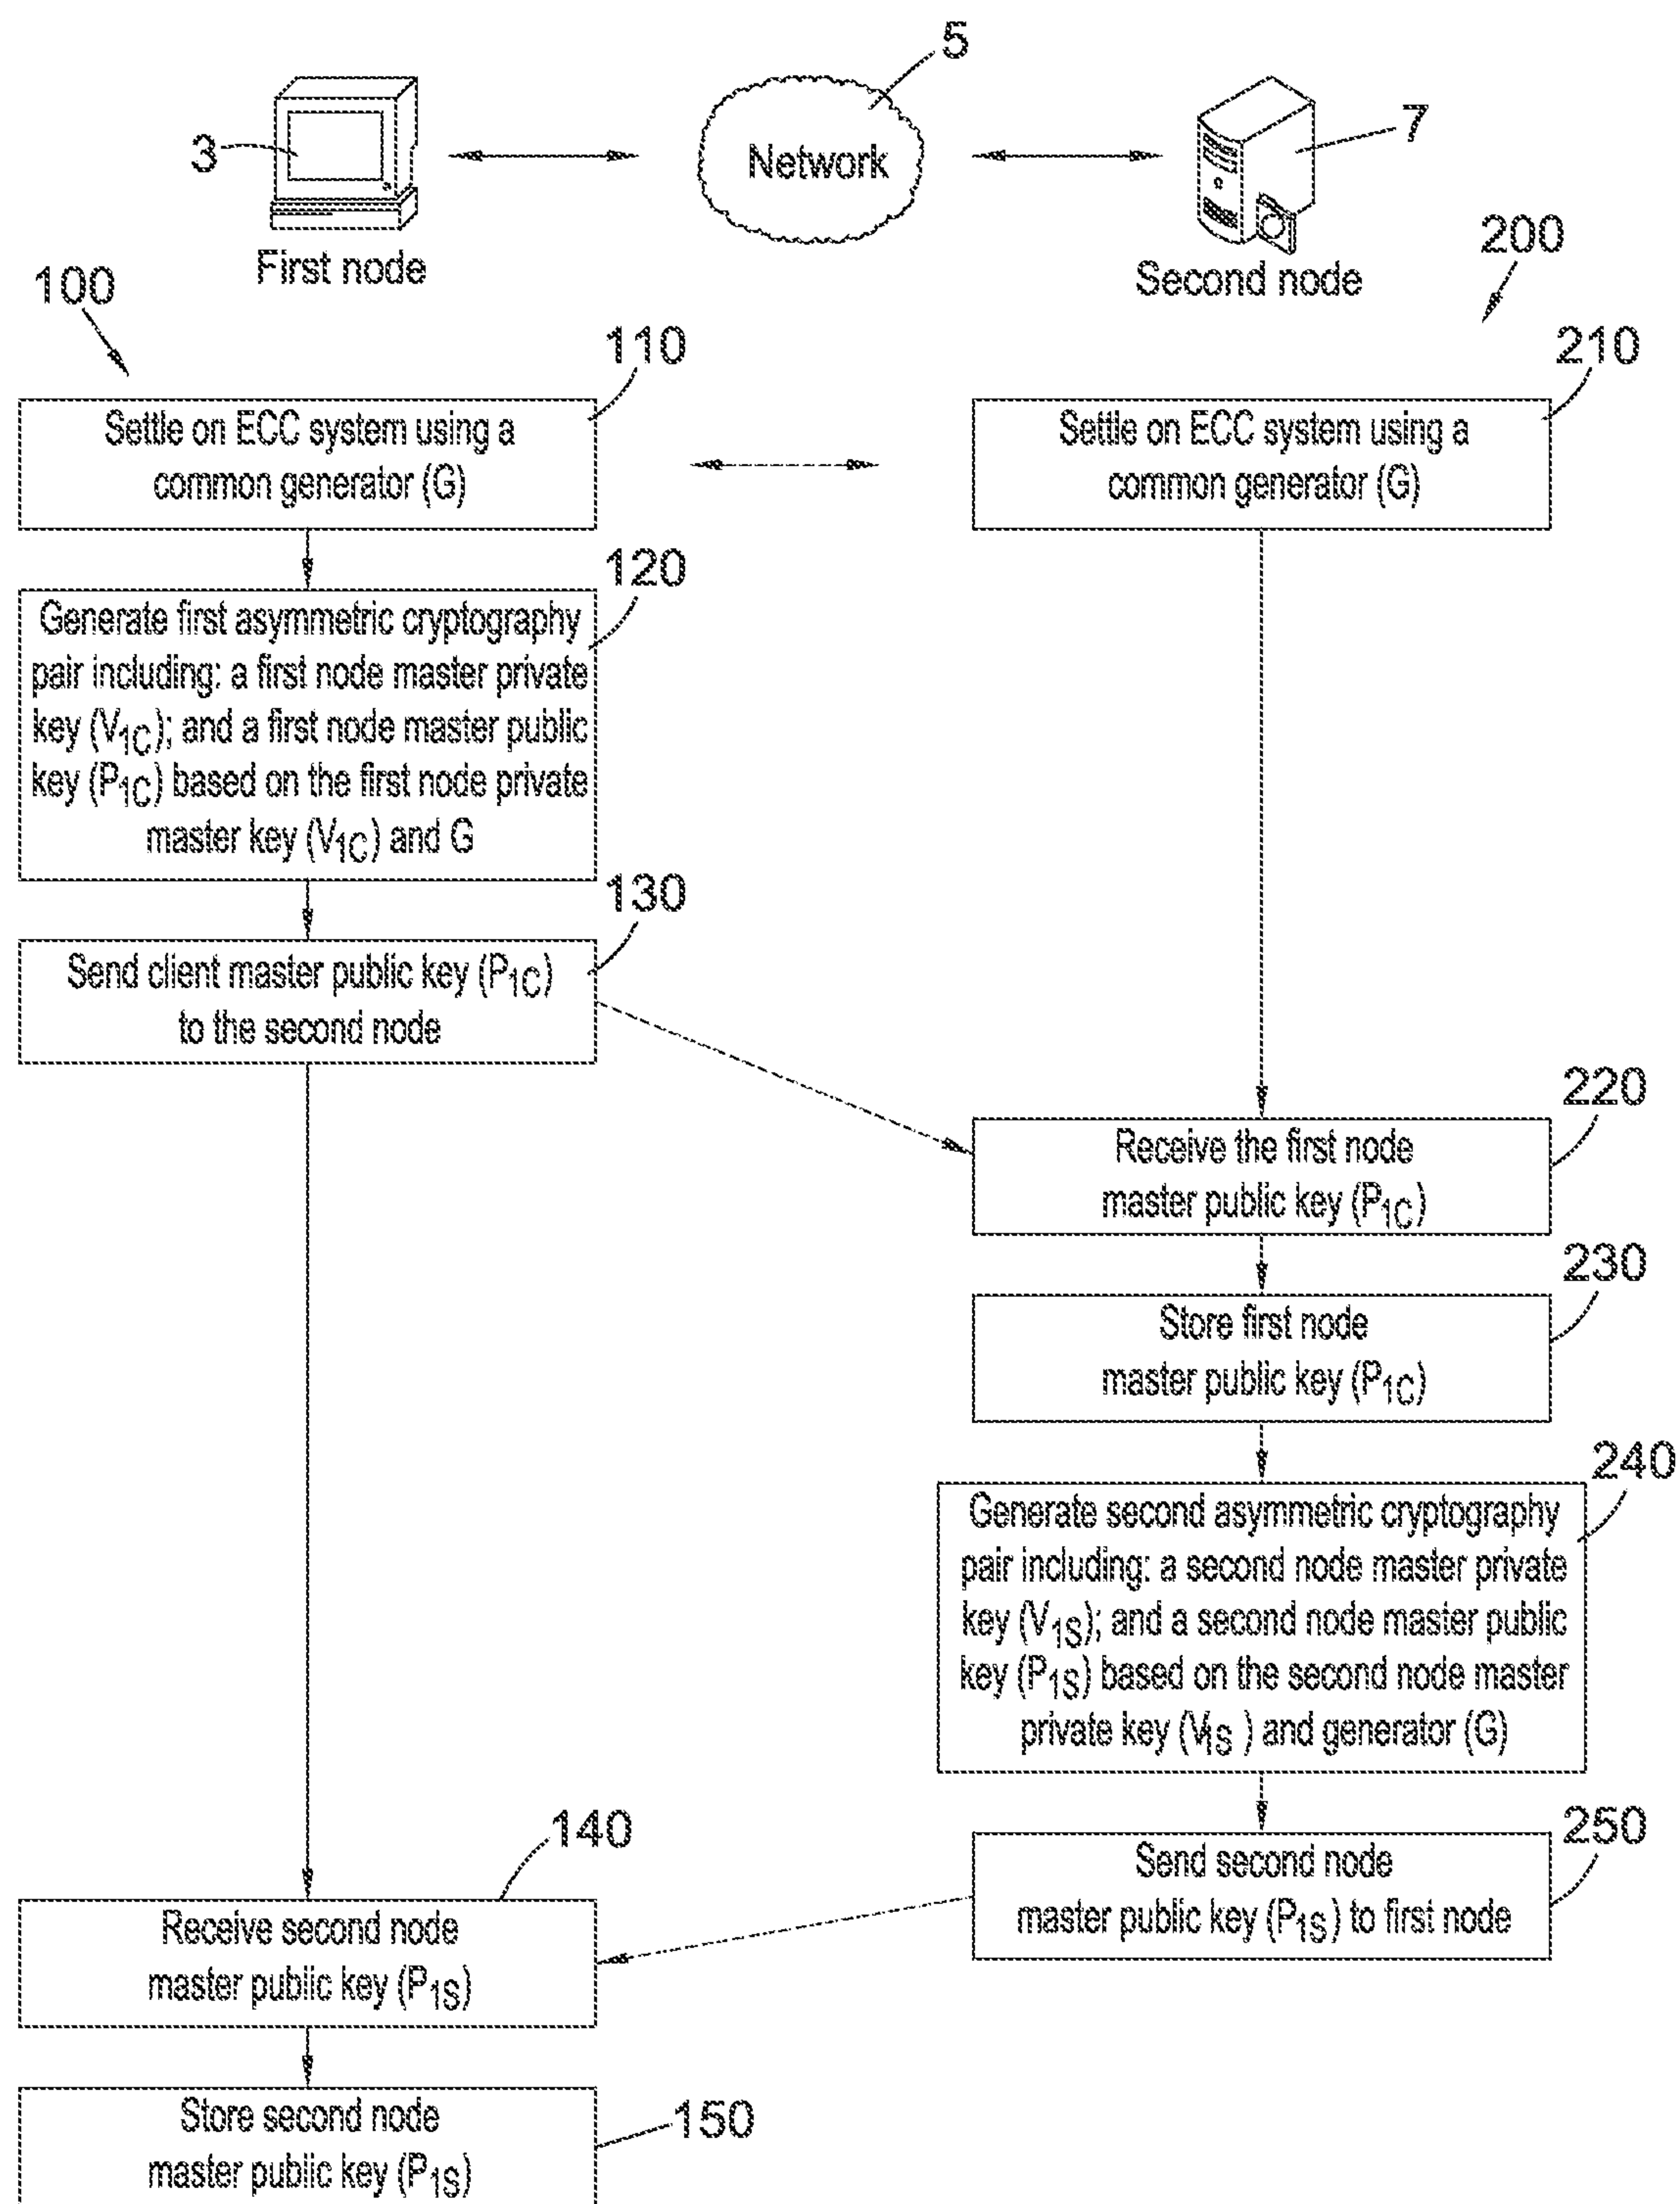 5
3
Network
7
First node
Second node
100
200
110
210
Settle on ECC system using a
common generator (G)
Settle on ECC system using a
common generator (G)
120
Generate first asymmetric cryptography
pair including: a first node master private
key (V1C); and a first node master public
key (P1C) based on the first node private
master key (V1C) and G
130
Send client master public key (P1C)
to the second node
220
Receive the first node
master public key (P1C)
230
Store first node
master public key (P1C)
240
Generate second asymmetric cryptography
pair including: a second node master private
key (V1S); and a second node master public
key (P1S) based on the second node master
private key (V1S ) and generator (G)
250
Send second node
master public key (P1S) to first node
140
Receive second node
master public key (P1S)
150
Store second node
master public key (P1S)